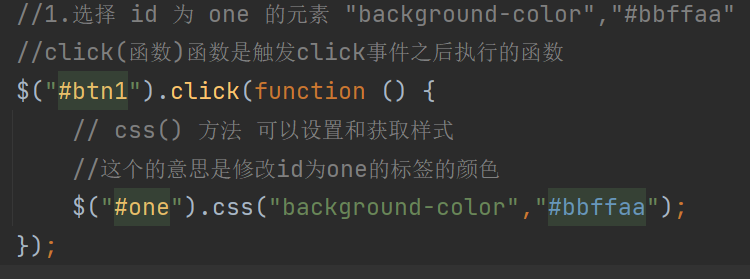 //1.选择 id 为 one 的元素 "background-color","#bbffaa"
//click(函数)函数是触发click事件之后执行的函数
$("#btn1").click(function () {
// css() 方法 可以设置和获取样式
//这个的意思是修改id为one的标签的颜色
$("#one").css("background-color","#bbffaa");
});